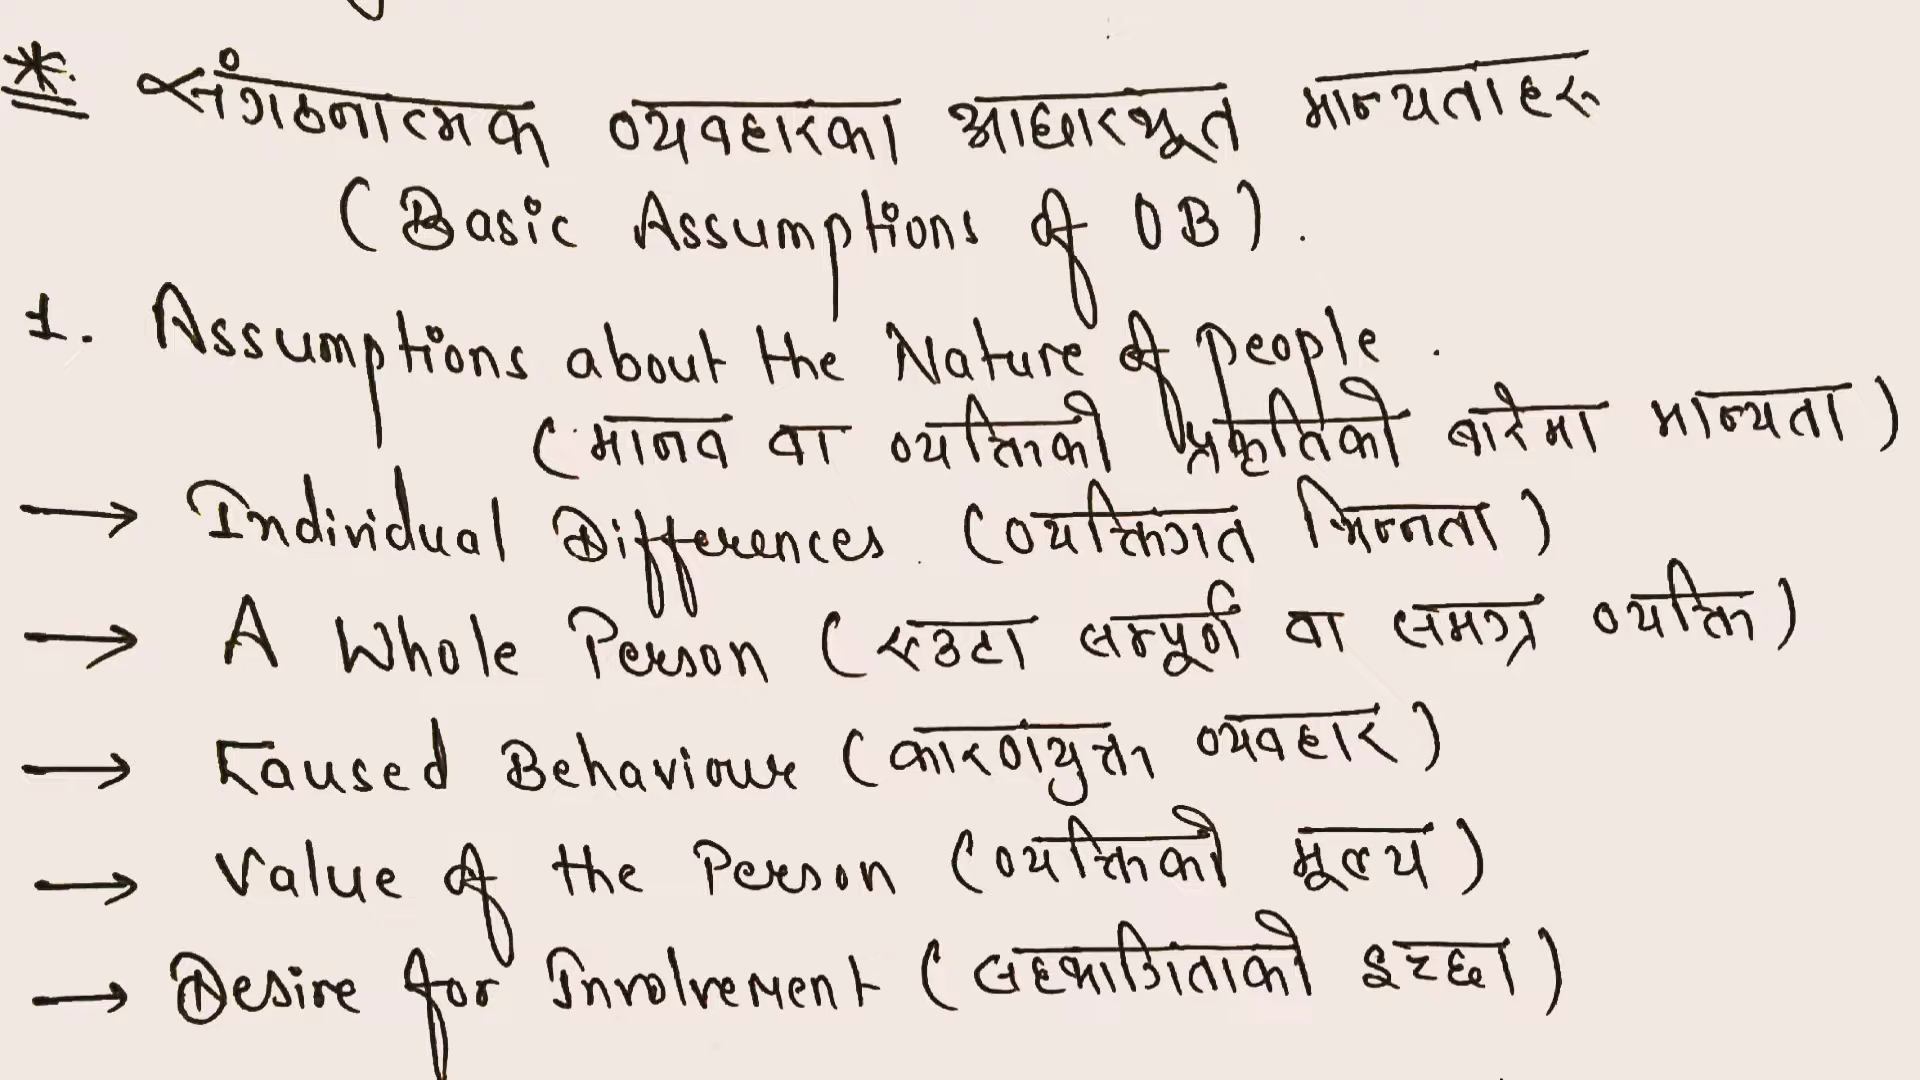 * संगठनात्मक व्यवहारका आधारभूत मान्यताहरू
(Basic Assumptions of OB).
1. Assumptions about the Nature of people.
(मानव वा व्यक्तिको प्रकृतिको बारेमा मान्यता)
→ Individual Differences (व्यक्तिगत भिन्नता)
→ A Whole Person (एउटा सम्पूर्ण वा समग्र व्यक्ति)
→ Caused Behaviour (कारणयुक्त व्यवहार)
→ Value of the Person (व्यक्तिको मूल्य)
→ Desire for Involvement (सहभागिताको इच्छा)